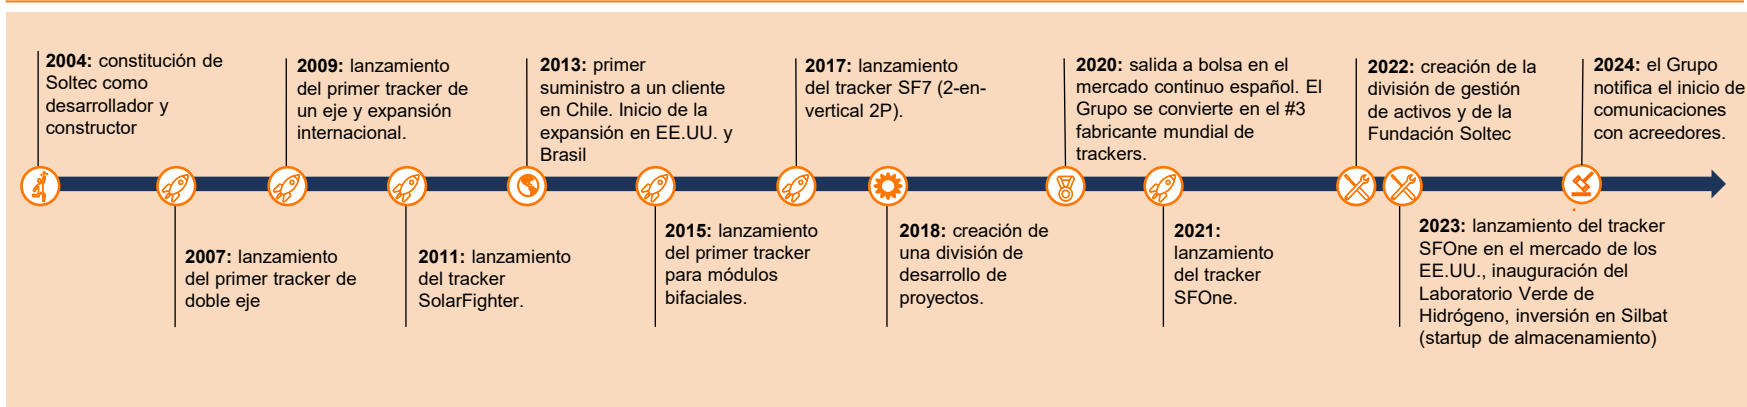 2004: constitución de
Soltec como
desarrollador y
constructor
2009: lanzamiento
del primer tracker de
un eje y expansión
internacional.
2013: primer
suministro a un cliente
en Chile. Inicio de la
expansión en EE.UU. y
Brasil
2017: lanzamiento
del tracker SF7 (2-en-
vertical 2P).
2020: salida a bolsa en el
mercado continuo español. El
Grupo se convierte en el #3
fabricante mundial de
trackers.
2022: creación de la
división de gestión
de activos y de la
Fundación Soltec
2024: el Grupo
notifica el inicio de
comunicaciones
con acreedores.
2007: lanzamiento
del primer tracker de
doble eje
2011: lanzamiento
del tracker
SolarFighter.
2015: lanzamiento
del primer tracker
para módulos
bifaciales.
2018: creación de
una división de
desarrollo de
proyectos.
2021:
lanzamiento
del tracker
SFOne.
2023: lanzamiento del tracker
SFOne en el mercado de los
EE.UU., inauguración del
Laboratorio Verde de
Hidrógeno, inversión en Silbat
(startup de almacenamiento)